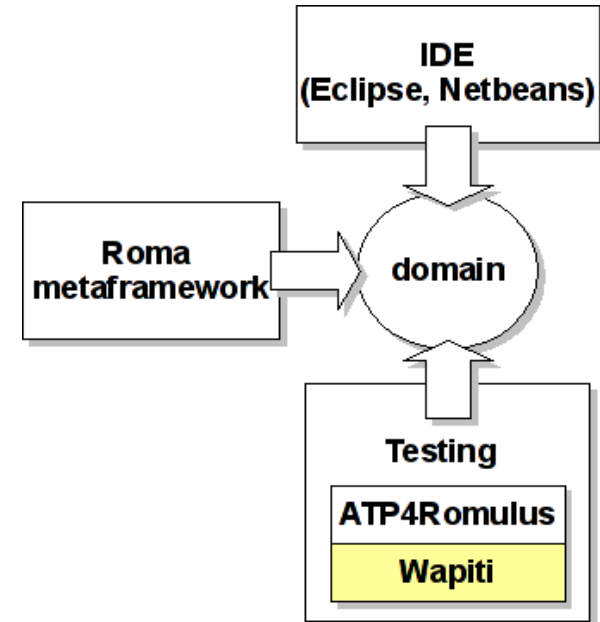 IDE
(Eclipse, Netbeans)
Roma
metaframework
domain
Testing
ATP4Romulus
Wapiti